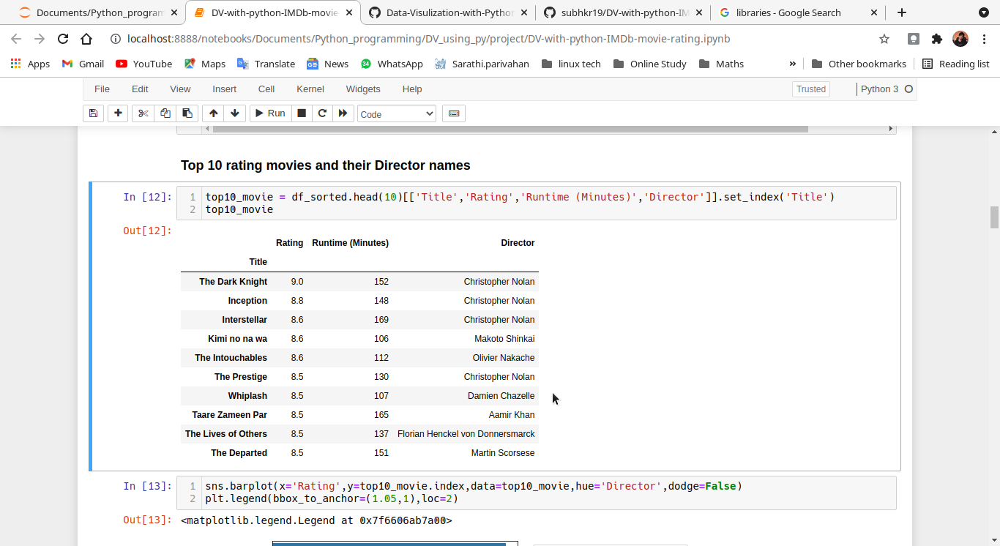 Documents/Python_program
DV-with-python-IMDb-movie
Data-Visulization-with-Python
subhkr19/DV-with-python-IM
libraries - Google Search
localhost:8888/notebooks/Documents/Python_programming/DV_using_py/project/DV-with-python-IMDb-movie-rating.ipynb
Apps Gmail YouTube Maps Translate News 34 WhatsApp Sarathi.parivahan linux tech Online Study Maths » Other bookmarks Reading list
File Edit View Insert Cell Kernel Widgets Help Trusted Python 3
Run Code
Top 10 rating movies and their Director names
In [12]: 1 top10_movie = df_sorted.head(10)[['Title','Rating','Runtime (Minutes)','Director']].set_index('Title')
2 top10_movie
Out[12]:
Rating Runtime (Minutes) Director
Title
The Dark Knight 9.0 152 Christopher Nolan
Inception 8.8 148 Christopher Nolan
Interstellar 8.6 169 Christopher Nolan
Kimi no na wa 8.6 106 Makoto Shinkai
The Intouchables 8.6 112 Olivier Nakache
The Prestige 8.5 130 Christopher Nolan
Whiplash 8.5 107 Damien Chazelle
Taare Zameen Par 8.5 165 Aamir Khan
The Lives of Others 8.5 137 Florian Henckel von Donnersmarck
The Departed 8.5 151 Martin Scorsese
In [13]: 1 sns.barplot(x='Rating',y=top10_movie.index,data=top10_movie,hue='Director',dodge=False)
2 plt.legend(bbox_to_anchor=(1.05,1),loc=2)
Out[13]: <matplotlib.legend.Legend at 0x7f6606ab7a00>